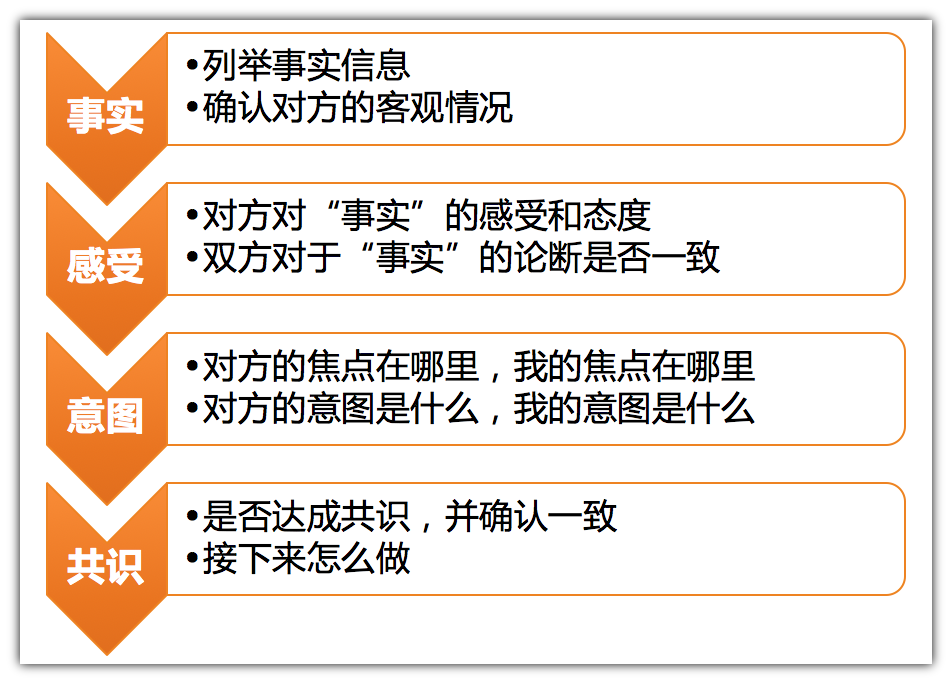 事实
•列举事实信息
•确认对方的客观情况
感受
•对方对“事实”的感受和态度
•双方对于“事实”的论断是否一致
意图
•对方的焦点在哪里，我的焦点在哪里
•对方的意图是什么，我的意图是什么
共识
•是否达成共识，并确认一致
•接下来怎么做